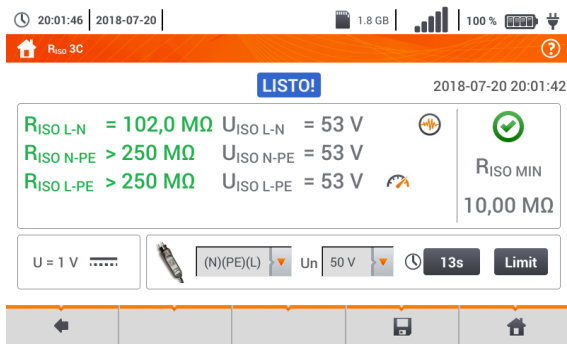 20:01:46 2018-07-20 1.8 GB 100 %
RISO 3C ?
LISTO! 2018-07-20 20:01:42
RISO L-N = 102,0 MΩ UISO L-N = 53 V
RISO N-PE > 250 MΩ UISO N-PE = 53 V
RISO L-PE > 250 MΩ UISO L-PE = 53 V
RISO MIN
10,00 MΩ
U = 1 V (N)(PE)(L) Un 50 V 13s Limit